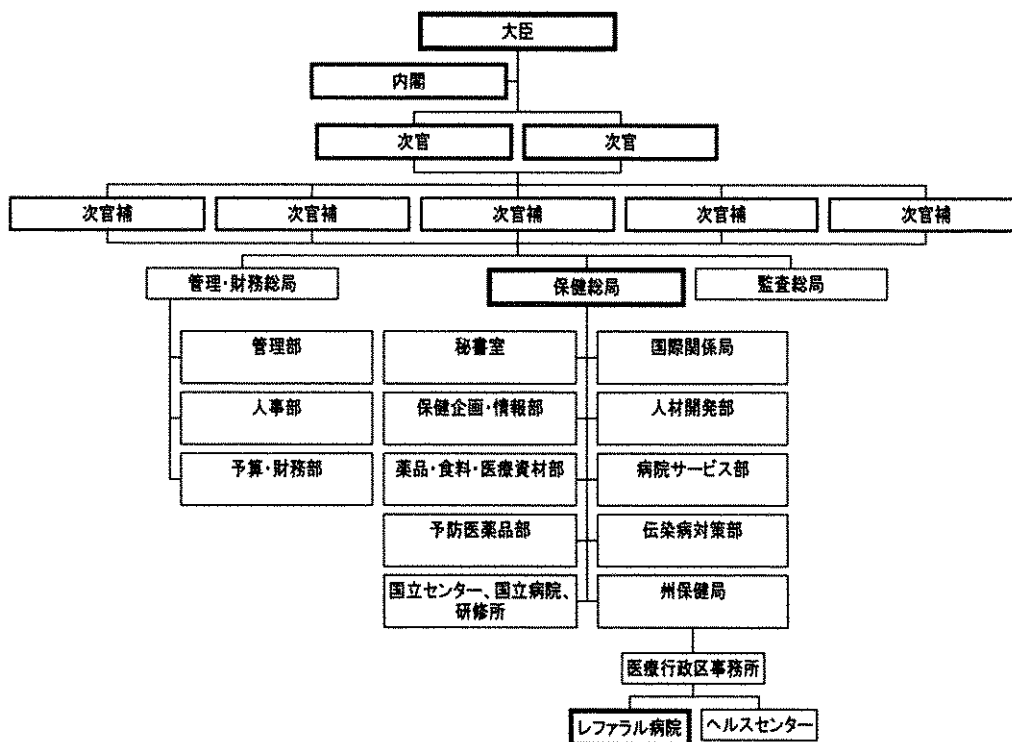 大臣
内閣
次官
次官
次官補
次官補
次官補
次官補
次官補
管理・財務総局
保健総局
監査総局
管理部
秘書室
国際関係局
人事部
保健企画・情報部
人材開発部
予算・財務部
薬品・食料・医療資材部
病院サービス部
予防医薬品部
伝染病対策部
国立センター、国立病院、
研修所
州保健局
医療行政区事務所
レファラル病院
ヘルスセンター